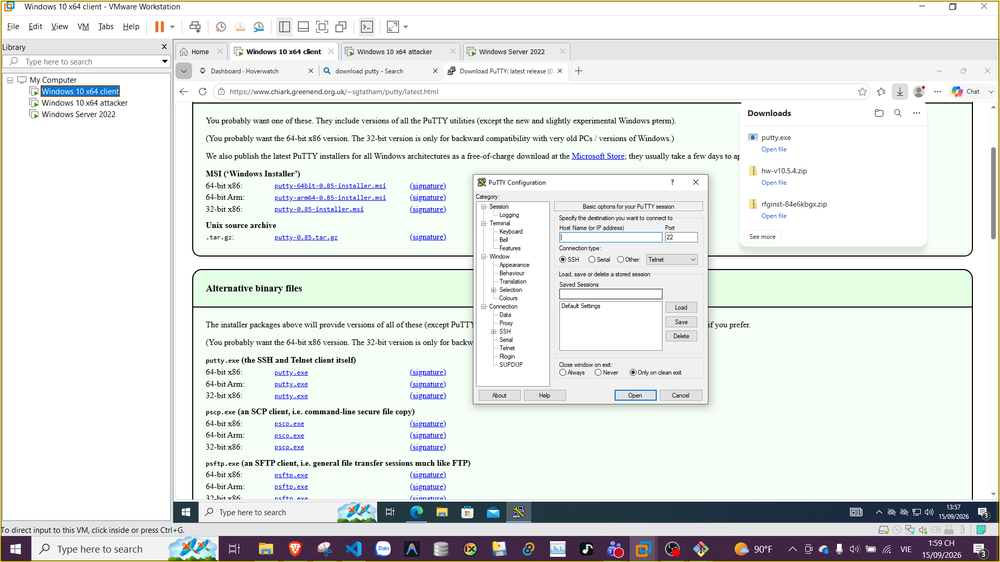 Windows 10 x64 client - VMware Workstation
File Edit View VM Tabs Help
Library
Type here to search
My Computer
Windows 10 x64 client
Windows 10 x64 attacker
Windows Server 2022
Home
Windows 10 x64 client
Windows 10 x64 attacker
Windows Server 2022
Dashboard · Hoverwatch
download putty - Search
Download PuTTY: latest release (0.
https://www.chiark.greenend.org.uk/~sgtatham/putty/latest.html
Chat
You probably want one of these. They include versions of all the PuTTY utilities (except the new and slightly experimental Windows pterm).
(You probably want the 64-bit x86 version. The 32-bit version is only for backward compatibility with very old PCs / versions of Windows.)
We also publish the latest PuTTY installers for all Windows architectures as a free-of-charge download at the Microsoft Store; they usually take a few days to ap
MSI (‘Windows Installer’)
64-bit x86: putty-64bit-0.85-installer.msi (signature)
64-bit Arm: putty-arm64-0.85-installer.msi (signature)
32-bit x86: putty-0.85-installer.msi (signature)
Unix source archive
.tar.gz: putty-0.85.tar.gz (signature)
Alternative binary files
The installer packages above will provide versions of all of these (except PuTTY
if you prefer.
(You probably want the 64-bit x86 version. The 32-bit version is only for backw
putty.exe (the SSH and Telnet client itself)
64-bit x86: putty.exe (signature)
64-bit Arm: putty.exe (signature)
32-bit x86: putty.exe (signature)
pscp.exe (an SCP client, i.e. command-line secure file copy)
64-bit x86: pscp.exe (signature)
64-bit Arm: pscp.exe (signature)
32-bit x86: pscp.exe (signature)
psftp.exe (an SFTP client, i.e. general file transfer sessions much like FTP)
64-bit x86: psftp.exe (signature)
64-bit Arm: psftp.exe (signature)
32-bit x86: psftp.exe (signature)
Downloads
putty.exe
Open file
hw-v10.5.4.zip
Open file
rfginst-84e6kbgx.zip
Open file
See more
PuTTY Configuration
?
Category:
Session
Logging
Terminal
Keyboard
Bell
Features
Window
Appearance
Behaviour
Translation
Selection
Colours
Connection
Data
Proxy
SSH
Serial
Telnet
Rlogin
SUPDUP
Basic options for your PuTTY session
Specify the destination you want to connect to
Host Name (or IP address) Port
22
Connection type:
SSH Serial Other: Telnet
Load, save or delete a stored session
Saved Sessions
Default Settings
Load
Save
Delete
Close window on exit:
Always Never Only on clean exit
About Help Open Cancel
Type here to search
13:57
15/09/2026
3
To direct input to this VM, click inside or press Ctrl+G.
Type here to search
Zalo
90°F
VIE
1:59 CH
15/09/2026
3